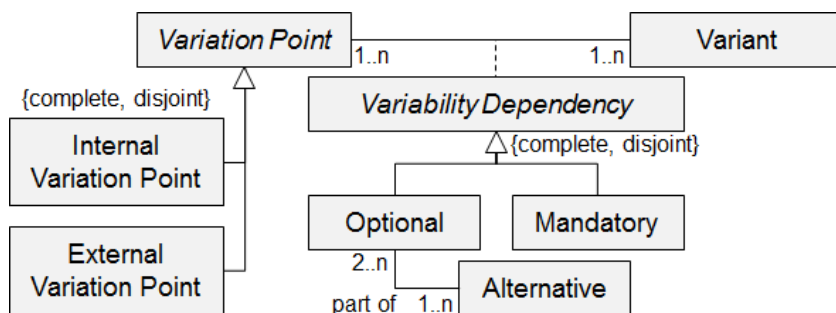 Variation Point
Variant
1..n
1..n
{complete, disjoint}
Variability Dependency
Internal
Variation Point
{complete, disjoint}
Optional
Mandatory
External
Variation Point
2..n
Alternative
part of
1..n